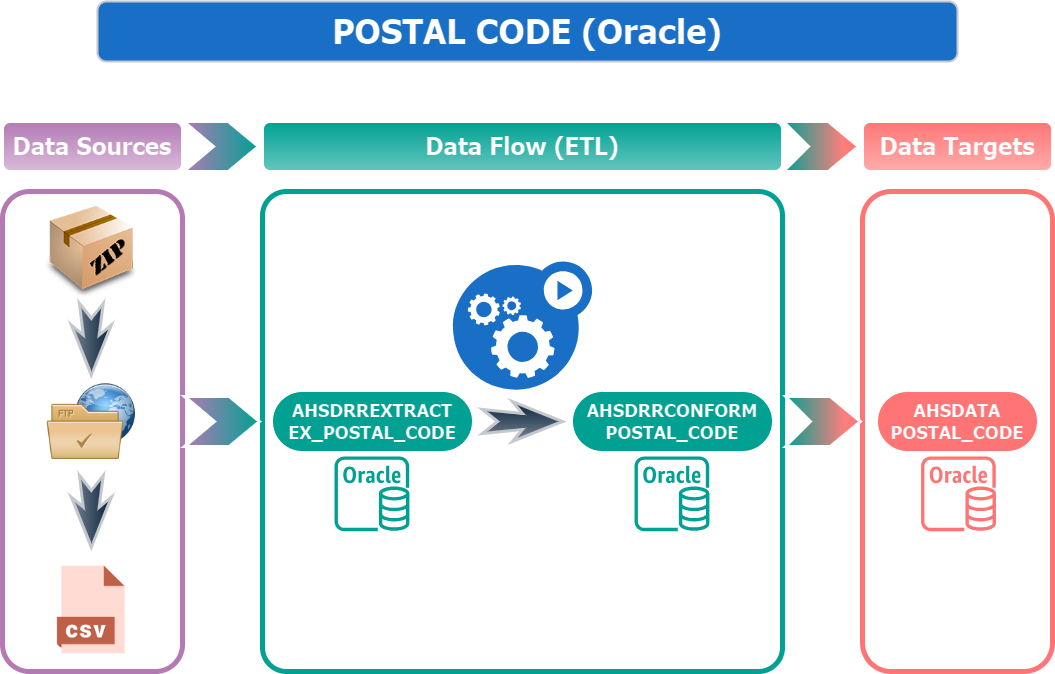 POSTAL CODE (Oracle)
Data Sources
Data Flow (ETL)
Data Targets
ZIP
FTP
CSV
AHSDRREXTRACT
EX_POSTAL_CODE
Oracle
AHSDRRCONFORM
POSTAL_CODE
Oracle
AHSDATA
POSTAL_CODE
Oracle